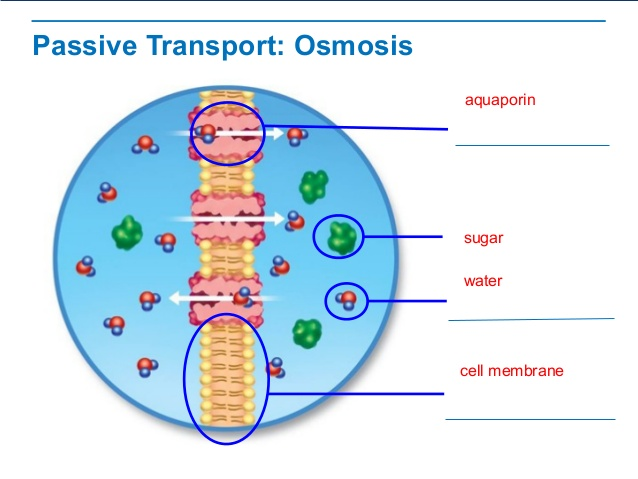 Passive Transport: Osmosis
aquaporin
sugar
water
cell membrane